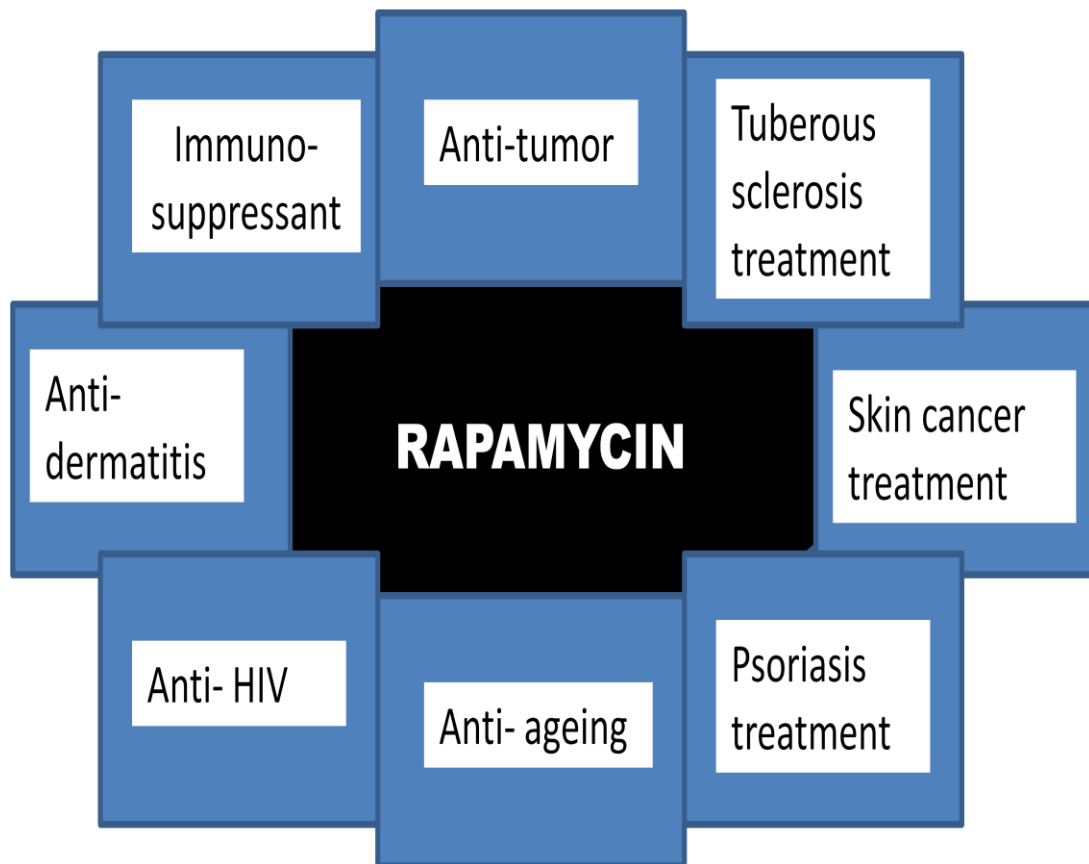 Immuno-
suppressant
Anti-tumor
Tuberous
sclerosis
treatment
Anti-
dermatitis
RAPAMYCIN
Skin cancer
treatment
Anti- HIV
Anti- ageing
Psoriasis
treatment